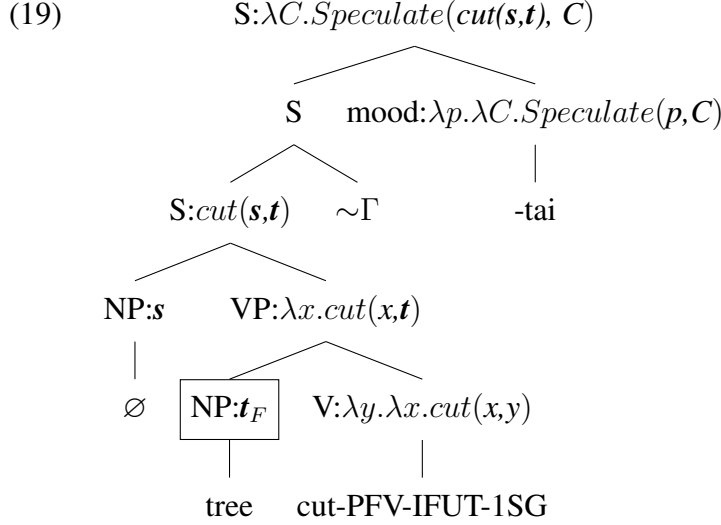 (19) S:λC.Speculate(cut(s,t), C)
S mood:λp.λC.Speculate(p,C)
S:cut(s,t) ∼Γ -tai
NP:s VP:λx.cut(x,t)
∅ NP:t_F V:λy.λx.cut(x,y)
tree cut-PFV-IFUT-1SG